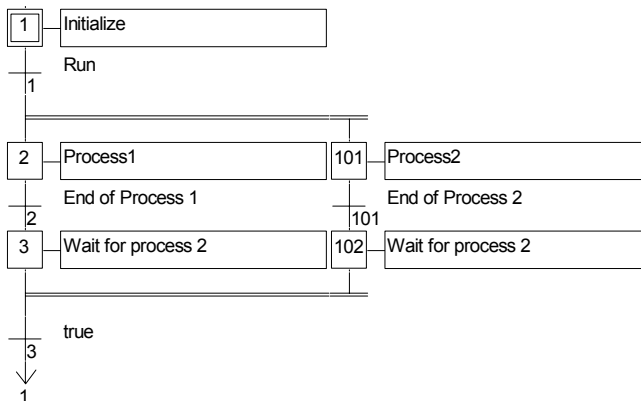 1 Initialize
Run
1
2 Process1 101 Process2
End of Process 1 End of Process 2
2 101
3 Wait for process 2 102 Wait for process 2
true
3
1